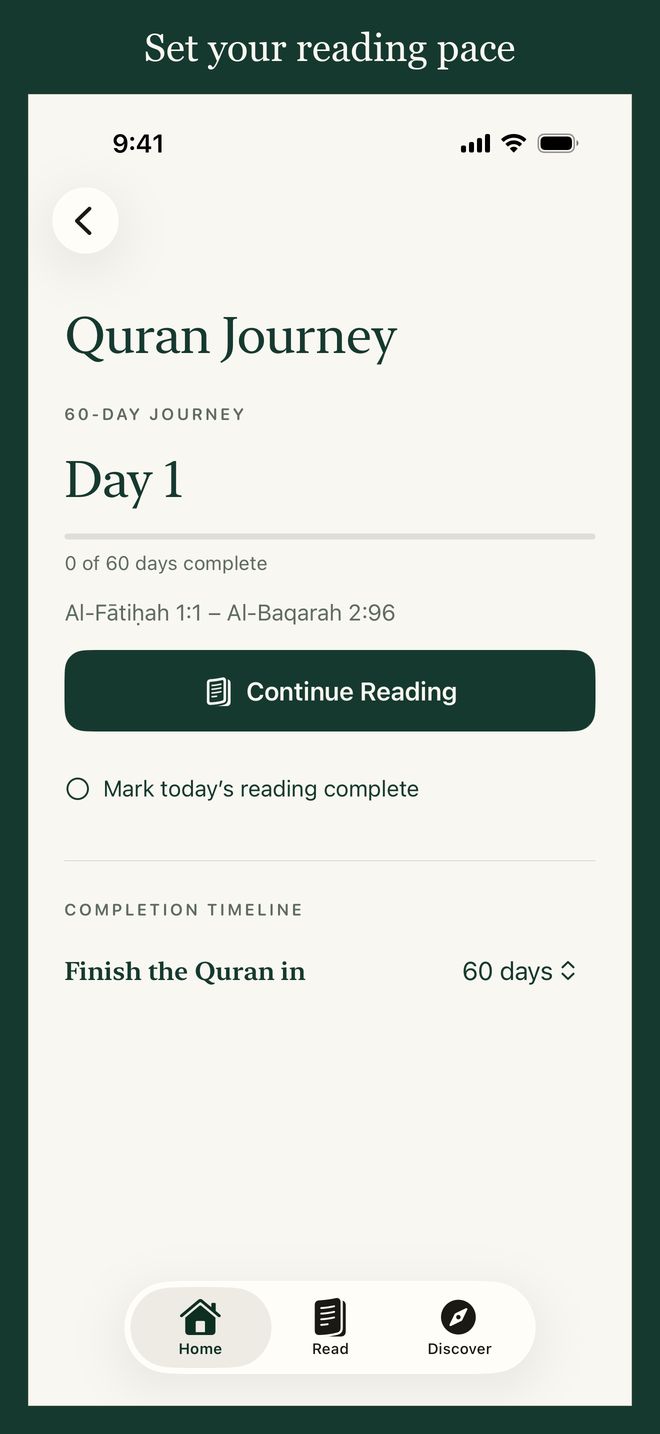 Set your reading pace
9:41
Quran Journey
60-DAY JOURNEY
Day 1
0 of 60 days complete
Al-Fātiḥah 1:1 – Al-Baqarah 2:96
Continue Reading
Mark today’s reading complete
COMPLETION TIMELINE
Finish the Quran in 60 days
Home Read Discover